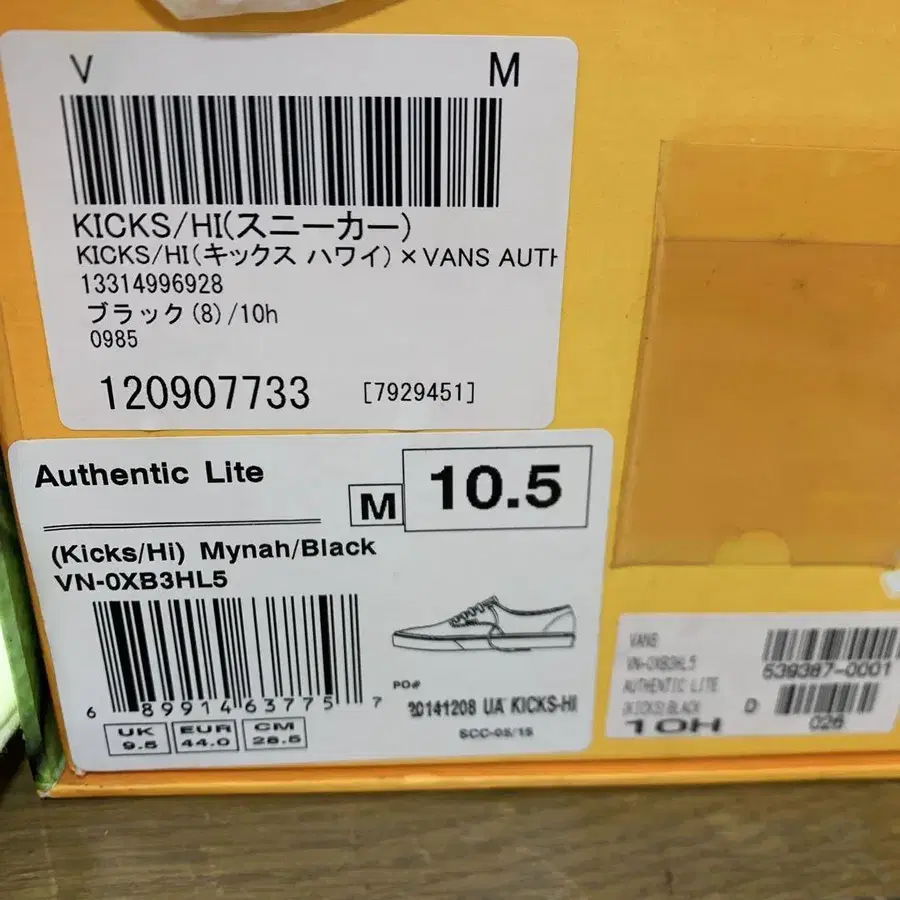 V M
KICKS/HI(スニーカー)
KICKS/HI(キックス ハワイ)×VANS AUTH
13314996928
ブラック(8)/10h
0985
120907733 [7929451]
Authentic Lite
M 10.5
(Kicks/Hi) Mynah/Black
VN-0XB3HL5
6 89914 63775 7
PO#
20141208 UA KICKS-HI
SCC-05/15
UK 9.5
EUR 44.0
CM 28.5
VANS
VN-0XB3HL5
539387-0001
AUTHENTIC LITE
(KICKS) BLACK D
10H 026